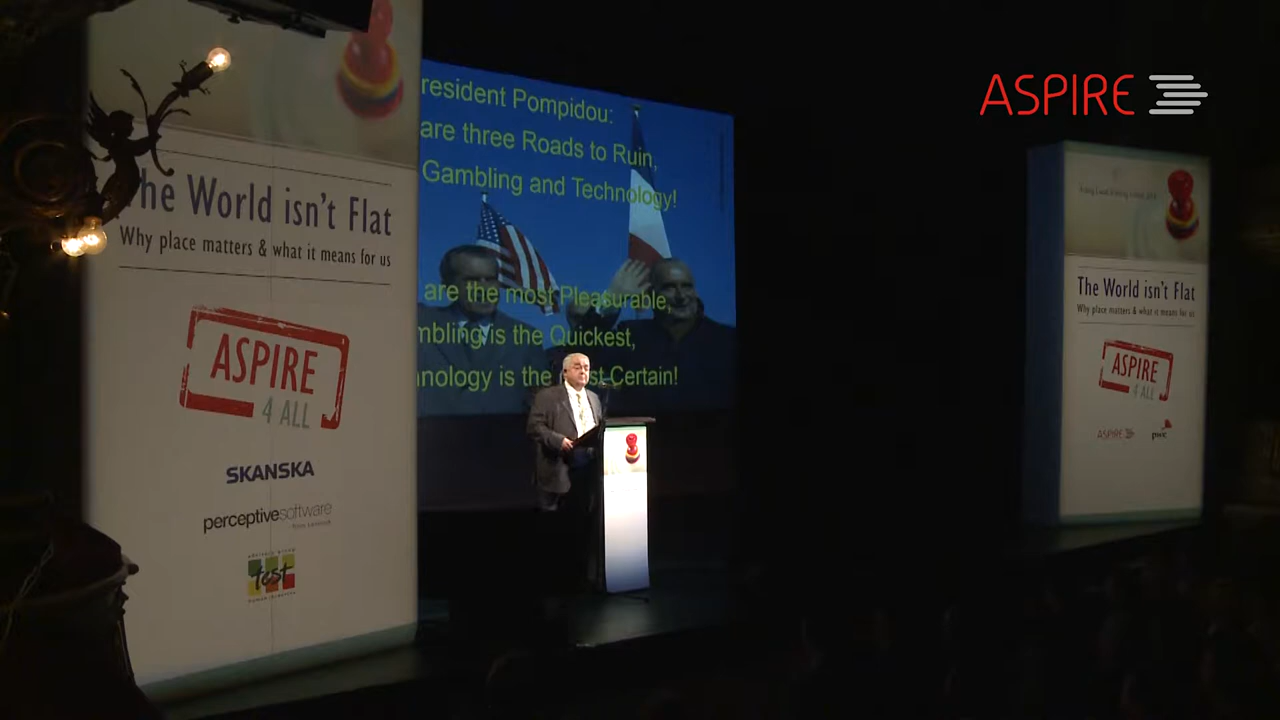 ASPIRE
resident Pompidou:
are three Roads to Ruin,
Gambling and Technology!
are the most Pleasurable,
mbling is the Quickest,
nology is the st Certain!
The World isn't Flat
Why place matters & what it means for us
ASPIRE
4 ALL
SKANSKA
perceptivesoftware
test
The World isn't Flat
Why place matters & what it means for us
ASPIRE
4 ALL
ASPIRE
pwc